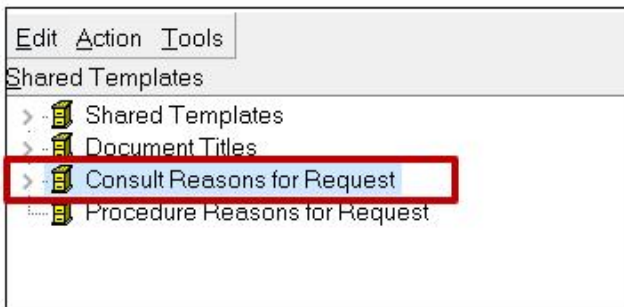 Edit Action Tools
Shared Templates
Shared Templates
Document Titles
Consult Reasons for Request
Procedure Reasons for Request